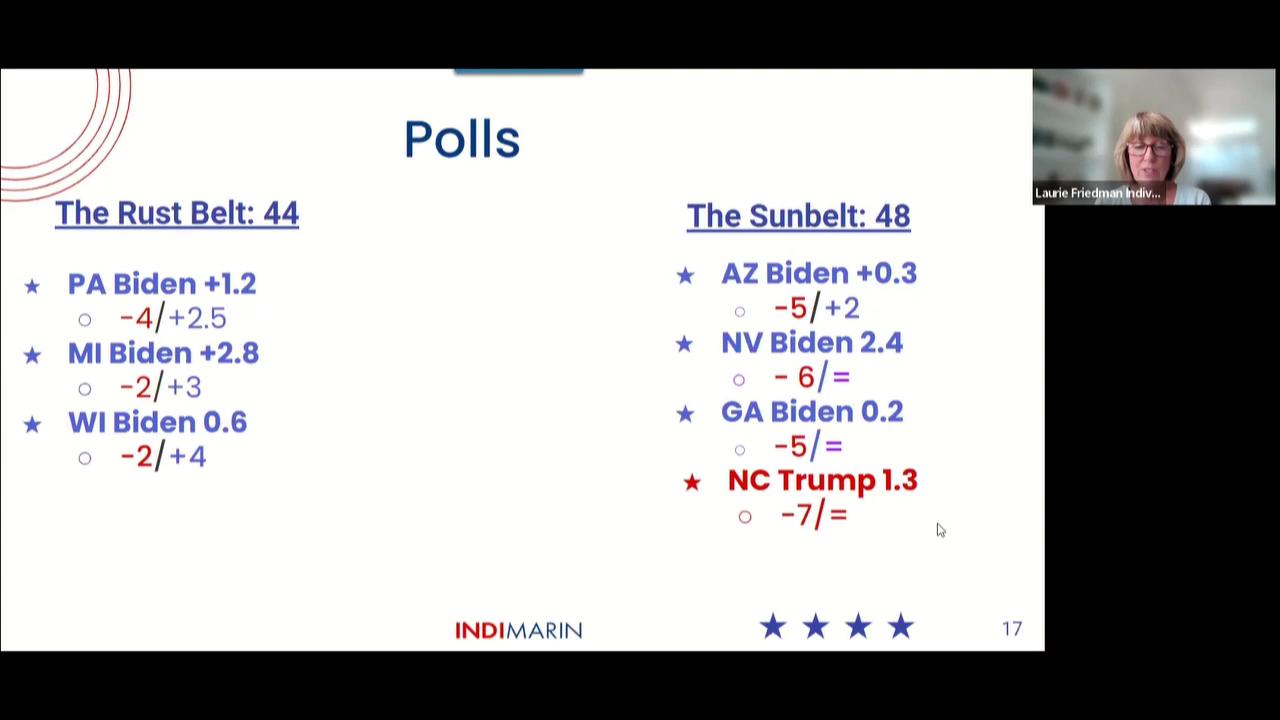 Polls
The Rust Belt: 44
★ PA Biden +1.2
○ -4/+2.5
★ MI Biden +2.8
○ -2/+3
★ WI Biden 0.6
○ -2/+4
The Sunbelt: 48
★ AZ Biden +0.3
○ -5/+2
★ NV Biden 2.4
○ - 6/=
★ GA Biden 0.2
○ -5/=
★ NC Trump 1.3
○ -7/=
INDIMARIN
17
Laurie Friedman Indiv...